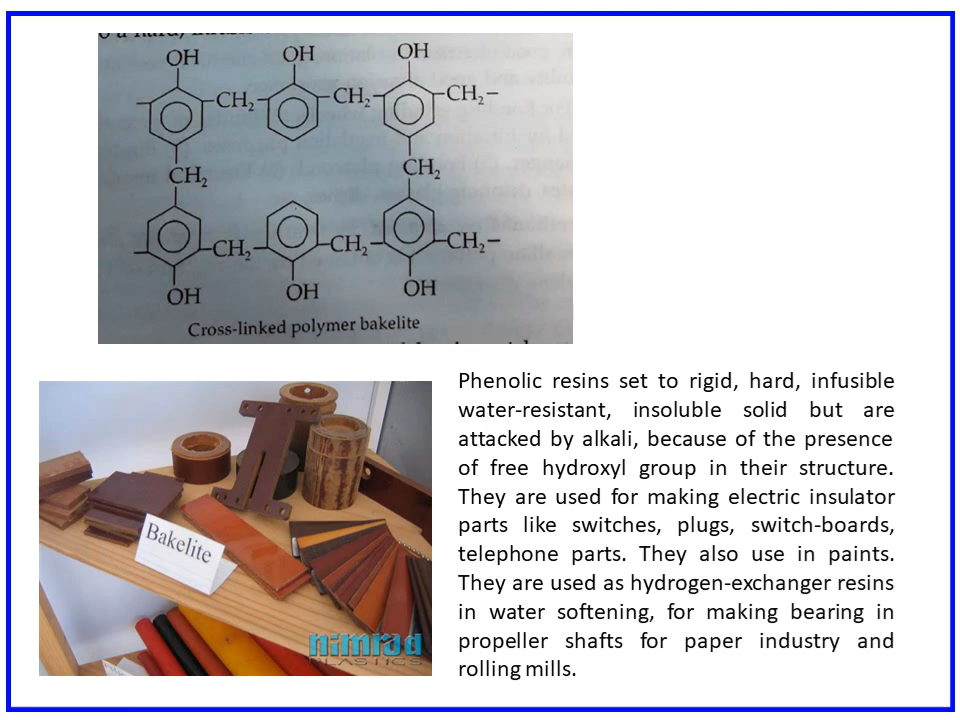 OH OH OH
CH2 CH2 CH2
CH2 CH2
CH2 CH2 CH2
OH OH OH
Cross-linked polymer bakelite
Phenolic resins set to rigid, hard, infusible
water-resistant, insoluble solid but are
attacked by alkali, because of the presence
of free hydroxyl group in their structure.
They are used for making electric insulator
parts like switches, plugs, switch-boards,
telephone parts. They also use in paints.
They are used as hydrogen-exchanger resins
in water softening, for making bearing in
propeller shafts for paper industry and
rolling mills.
Bakelite
nimrad
PLASTICS